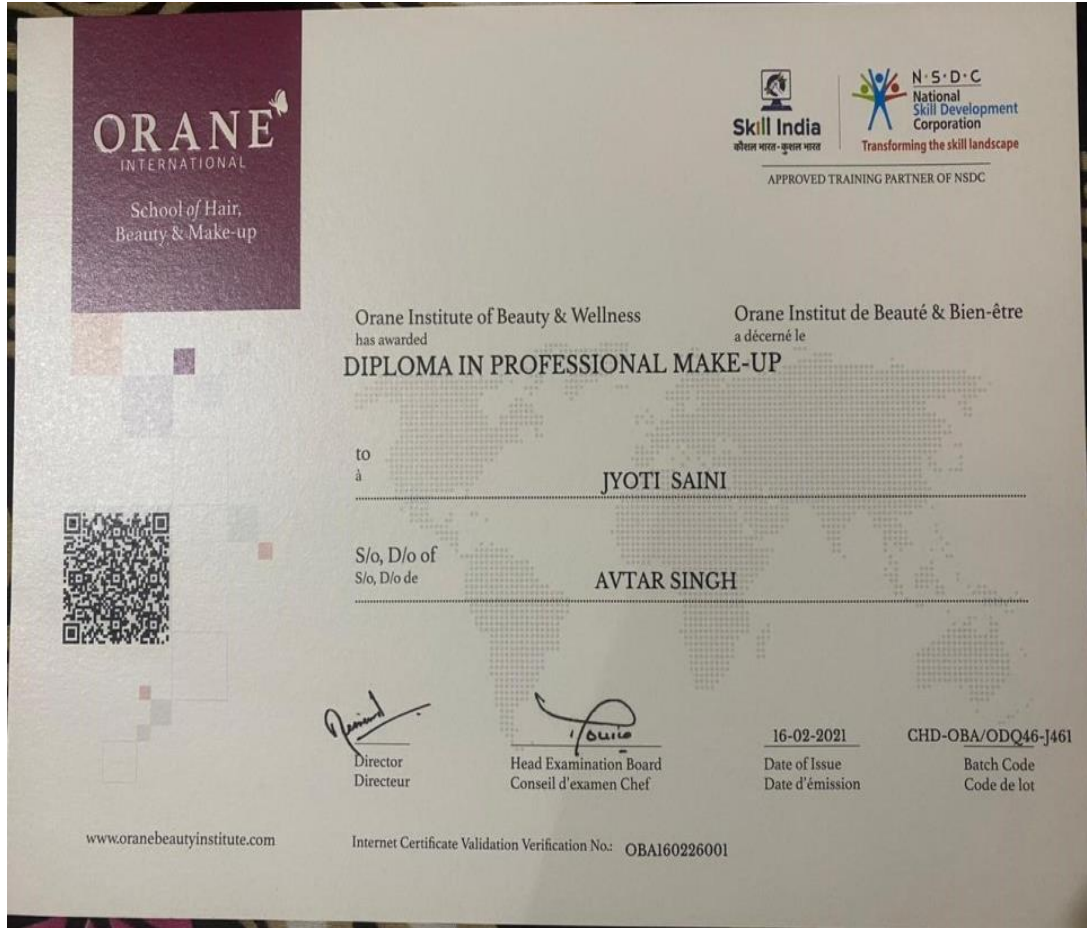 ORANE
INTERNATIONAL
School of Hair,
Beauty & Make-up
Skill India
कौशल भारत-कुशल भारत
N·S·D·C
National
Skill Development
Corporation
Transforming the skill landscape
APPROVED TRAINING PARTNER OF NSDC
Orane Institute of Beauty & Wellness
has awarded
Orane Institut de Beauté & Bien-être
a décerné le
DIPLOMA IN PROFESSIONAL MAKE-UP
to
à
JYOTI SAINI
S/o, D/o of
S/o, D/o de
AVTAR SINGH
Director
Directeur
Head Examination Board
Conseil d'examen Chef
16-02-2021
Date of Issue
Date d'émission
CHD-OBA/ODQ46-J461
Batch Code
Code de lot
www.oranebeautyinstitute.com
Internet Certificate Validation Verification No.: OBA160226001